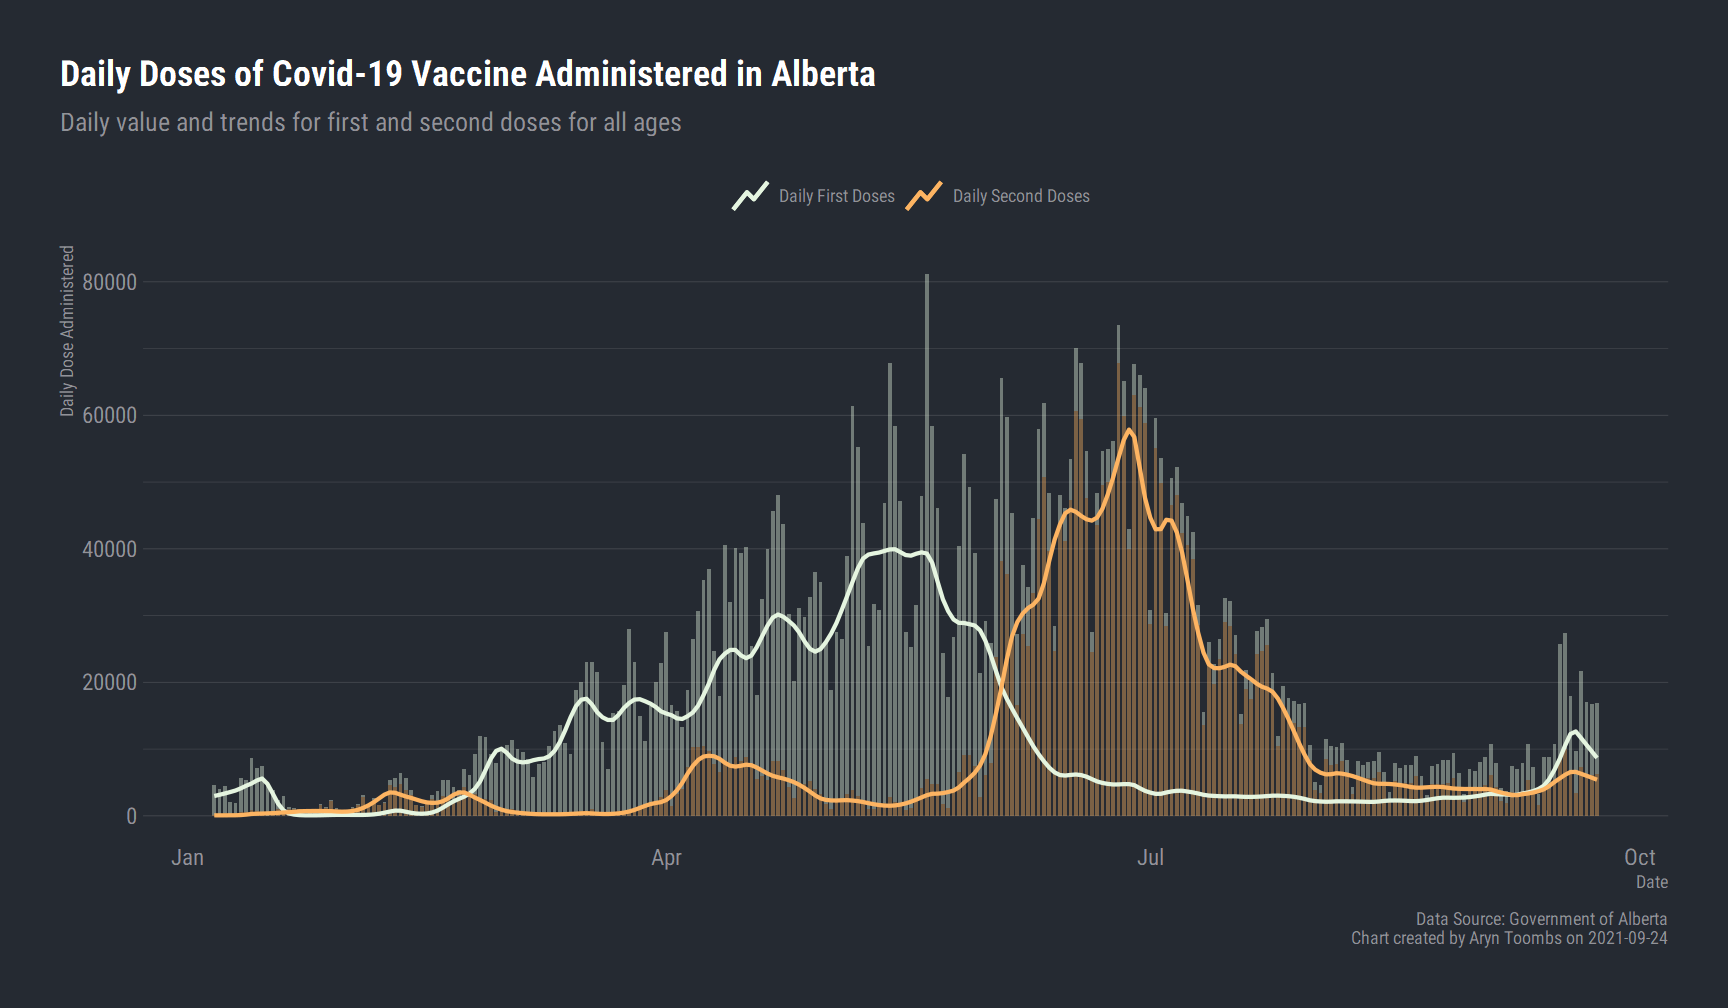 Daily Doses of Covid-19 Vaccine Administered in Alberta
Daily value and trends for first and second doses for all ages
Daily First Doses
Daily Second Doses
Daily Dose Administered
80000
60000
40000
20000
0
Jan
Apr
Jul
Oct
Date
Data Source: Government of Alberta
Chart created by Aryn Toombs on 2021-09-24